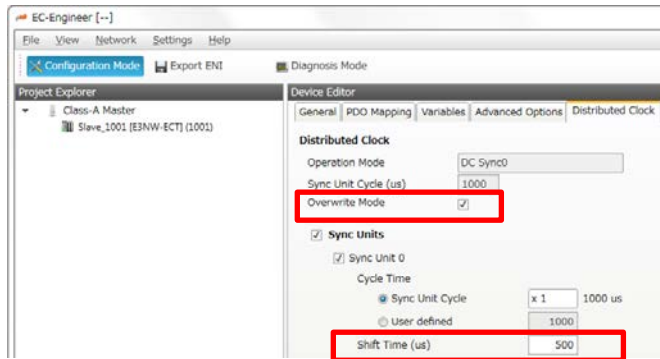 EC-Engineer [--]
File View Network Settings Help
Configuration Mode Export ENI Diagnosis Mode
Project Explorer
Class-A Master
Slave_1001 [E3NW-ECT] (1001)
Device Editor
General PDO Mapping Variables Advanced Options Distributed Clock
Distributed Clock
Operation Mode DC Sync0
Sync Unit Cycle (us) 1000
Overwrite Mode
Sync Units
Sync Unit 0
Cycle Time
Sync Unit Cycle x 1 1000 us
User defined 1000
Shift Time (us) 500